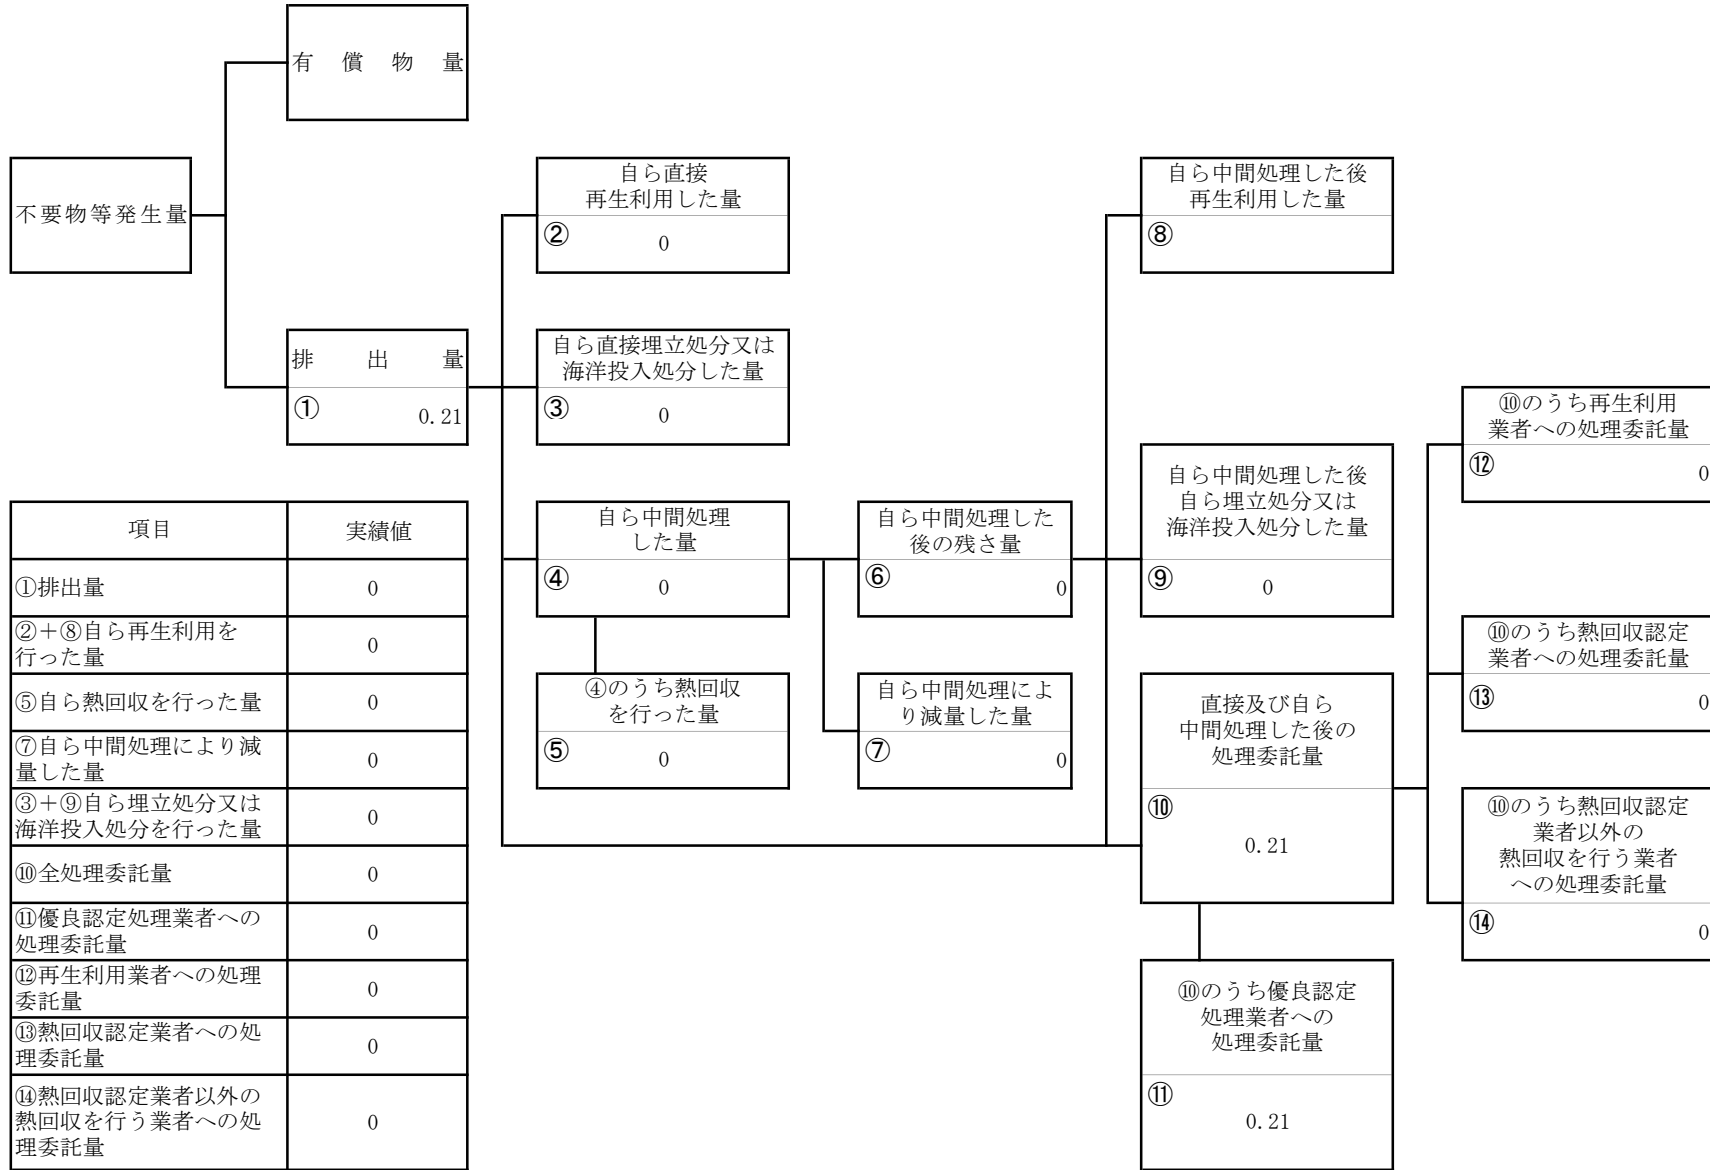 有償物量
不要物等発生量
排出量
① 0.21
自ら直接
再生利用した量
② 0
自ら直接埋立処分又は
海洋投入処分した量
③ 0
自ら中間処理
した量
④ 0
④のうち熱回収
を行った量
⑤ 0
自ら中間処理した
後の残さ量
⑥ 0
自ら中間処理によ
り減量した量
⑦ 0
自ら中間処理した後
再生利用した量
⑧
自ら中間処理した後
自ら埋立処分又は
海洋投入処分した量
⑨ 0
直接及び自ら
中間処理した後の
処理委託量
⑩
0.21
⑩のうち優良認定
処理業者への
処理委託量
⑪
0.21
⑩のうち再生利用
業者への処理委託量
⑫ 0
⑩のうち熱回収認定
業者への処理委託量
⑬ 0
⑩のうち熱回収認定
業者以外の
熱回収を行う業者
への処理委託量
⑭ 0
項目 実績値
①排出量 0
②＋⑧自ら再生利用を
行った量 0
⑤自ら熱回収を行った量 0
⑦自ら中間処理により減
量した量 0
③＋⑨自ら埋立処分又は
海洋投入処分を行った量 0
⑩全処理委託量 0
⑪優良認定処理業者への
処理委託量 0
⑫再生利用業者への処理
委託量 0
⑬熱回収認定業者への処
理委託量 0
⑭熱回収認定業者以外の
熱回収を行う業者への処 0
理委託量